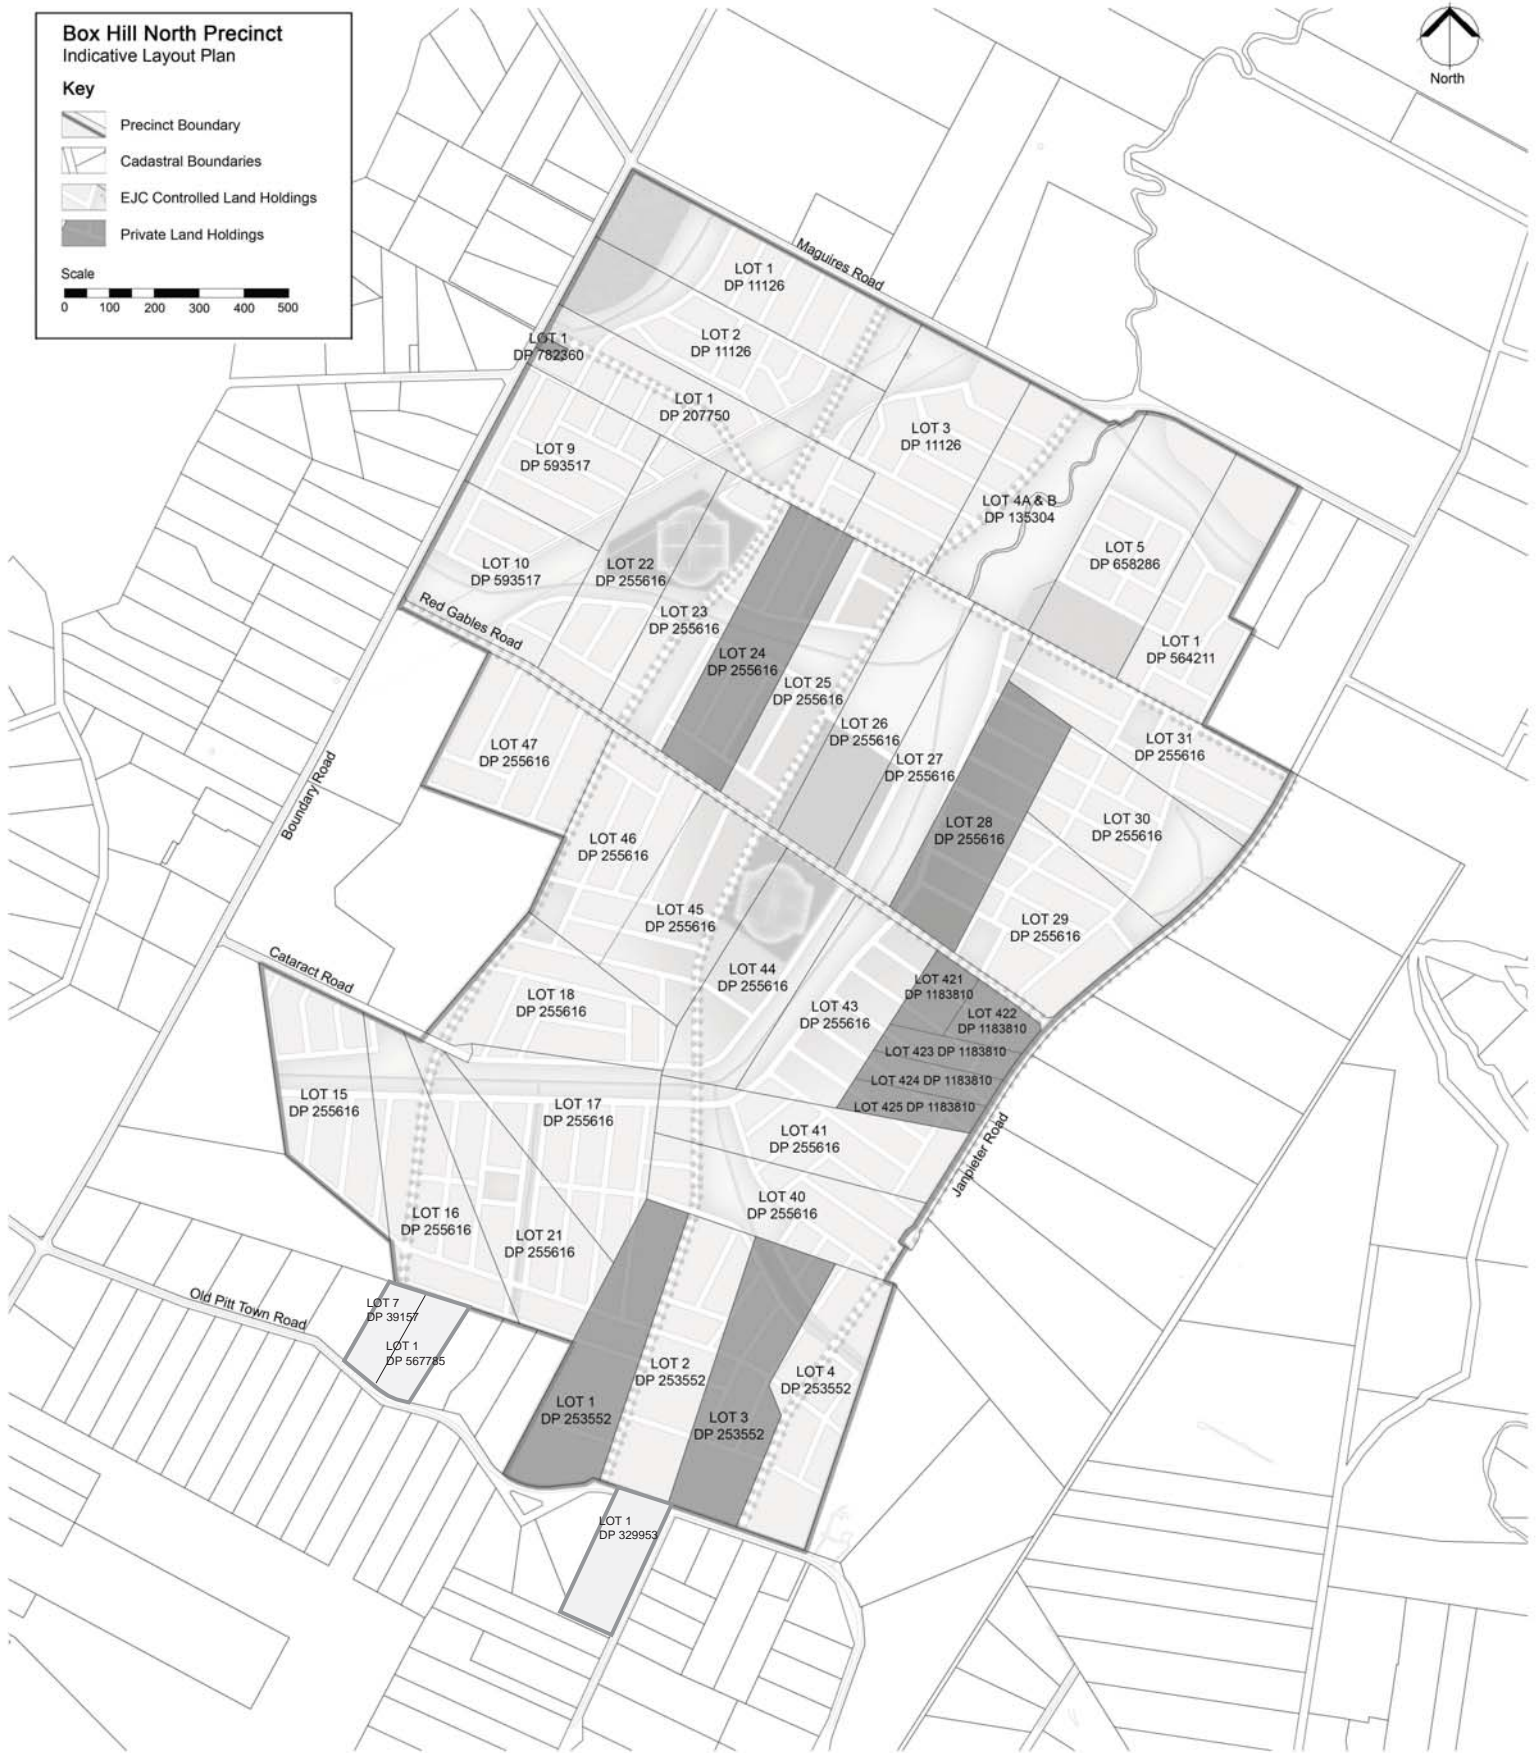 Box Hill North Precinct
Indicative Layout Plan
Key
Precinct Boundary
Cadastral Boundaries
EJC Controlled Land Holdings
Private Land Holdings
Scale
0 100 200 300 400 500
North
Maguires Road
LOT 1
DP 11126
LOT 2
DP 11126
LOT 1
DP 782360
LOT 1
DP 207750
LOT 3
DP 11126
LOT 9
DP 593517
LOT 4A & B
DP 135304
LOT 5
DP 658286
LOT 10
DP 593517
LOT 22
DP 255616
Red Gables Road
LOT 23
DP 255616
LOT 1
DP 564211
LOT 24
DP 255616
LOT 25
DP 255616
LOT 26
DP 255616
LOT 31
DP 255616
LOT 47
DP 255616
LOT 27
DP 255616
Boundary Road
LOT 46
DP 255616
LOT 28
DP 255616
LOT 30
DP 255616
LOT 45
DP 255616
LOT 29
DP 255616
Cataract Road
LOT 44
DP 255616
LOT 421
DP 1183810
LOT 18
DP 255616
LOT 43
DP 255616
LOT 422
DP 1183810
LOT 423 DP 1183810
LOT 424 DP 1183810
LOT 425 DP 1183810
LOT 15
DP 255616
LOT 17
DP 255616
LOT 41
DP 255616
Janpieter Road
LOT 16
DP 255616
LOT 40
DP 255616
LOT 21
DP 255616
Old Pitt Town Road
LOT 7
DP 39157
LOT 1
DP 567785
LOT 2
DP 253552
LOT 4
DP 253552
LOT 1
DP 253552
LOT 3
DP 253552
LOT 1
DP 329953